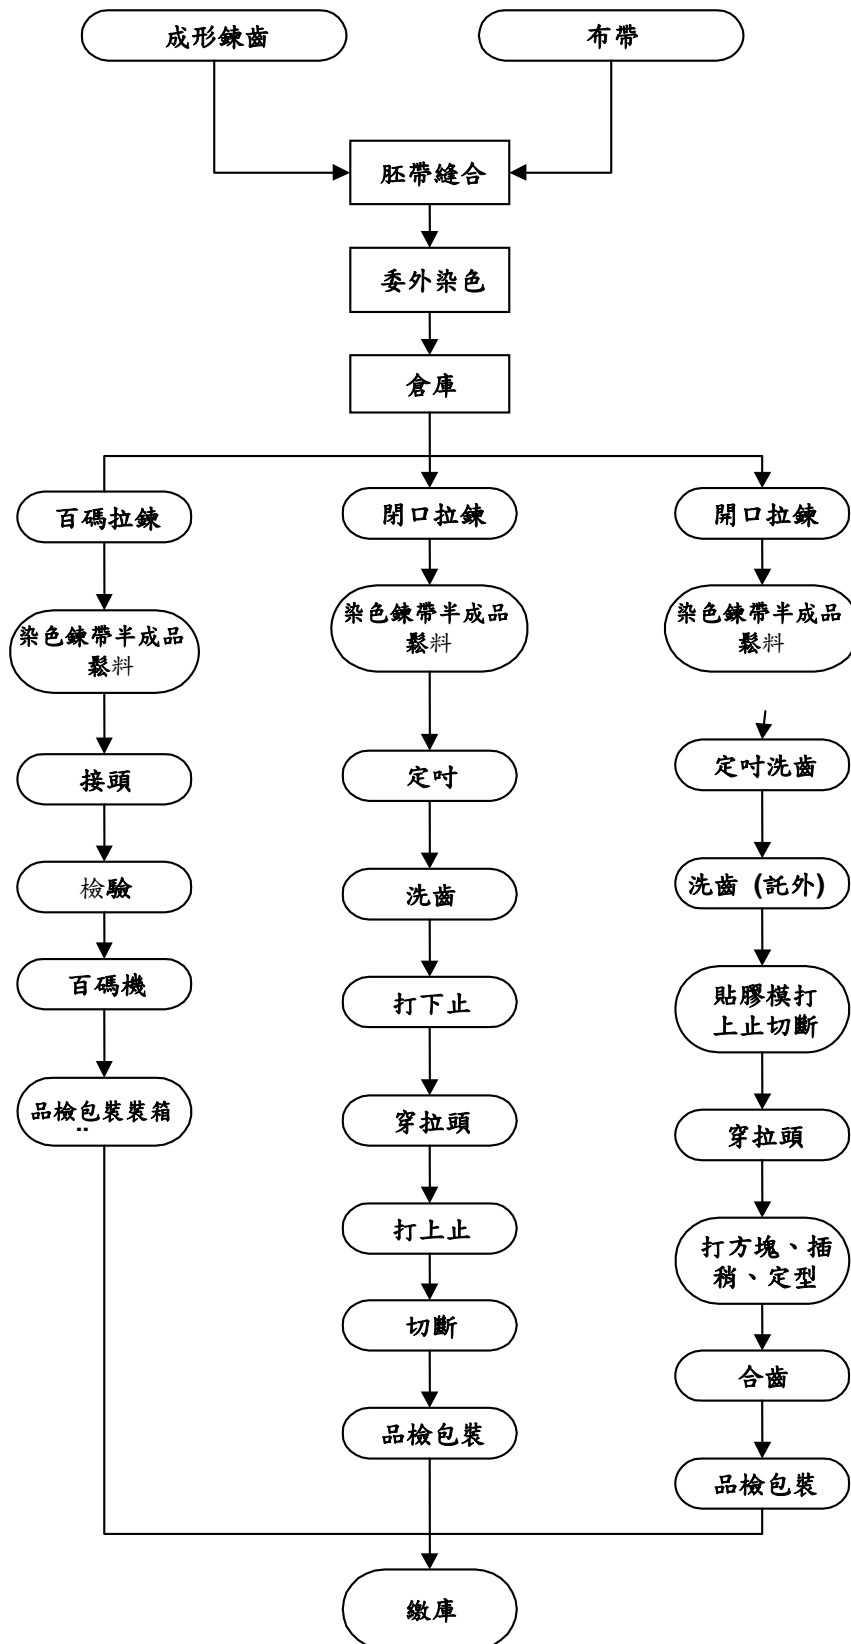 成形鍊齒
布帶
胚帶縫合
委外染色
倉庫
百碼拉鍊
染色鍊帶半成品
鬆料
接頭
檢驗
百碼機
品檢包裝裝箱
閉口拉鍊
染色鍊帶半成品
鬆料
定吋
洗齒
打下止
穿拉頭
打上止
切斷
品檢包裝
開口拉鍊
染色鍊帶半成品
鬆料
定吋洗齒
洗齒 (託外)
貼膠模打
上止切斷
穿拉頭
打方塊、插
稍、定型
合齒
品檢包裝
繳庫